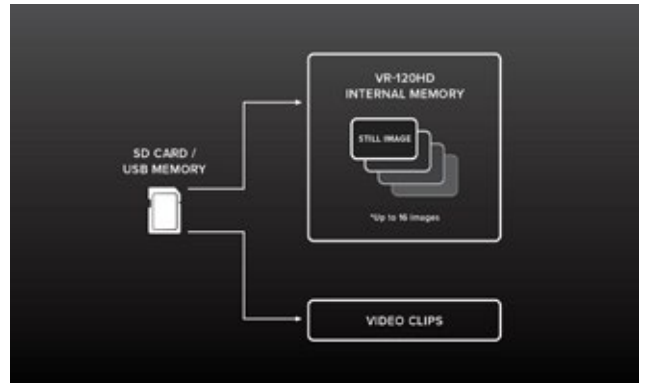 VR-120HD
INTERNAL MEMORY
STILL IMAGE
*Up to 16 images
SD CARD /
USB MEMORY
VIDEO CLIPS